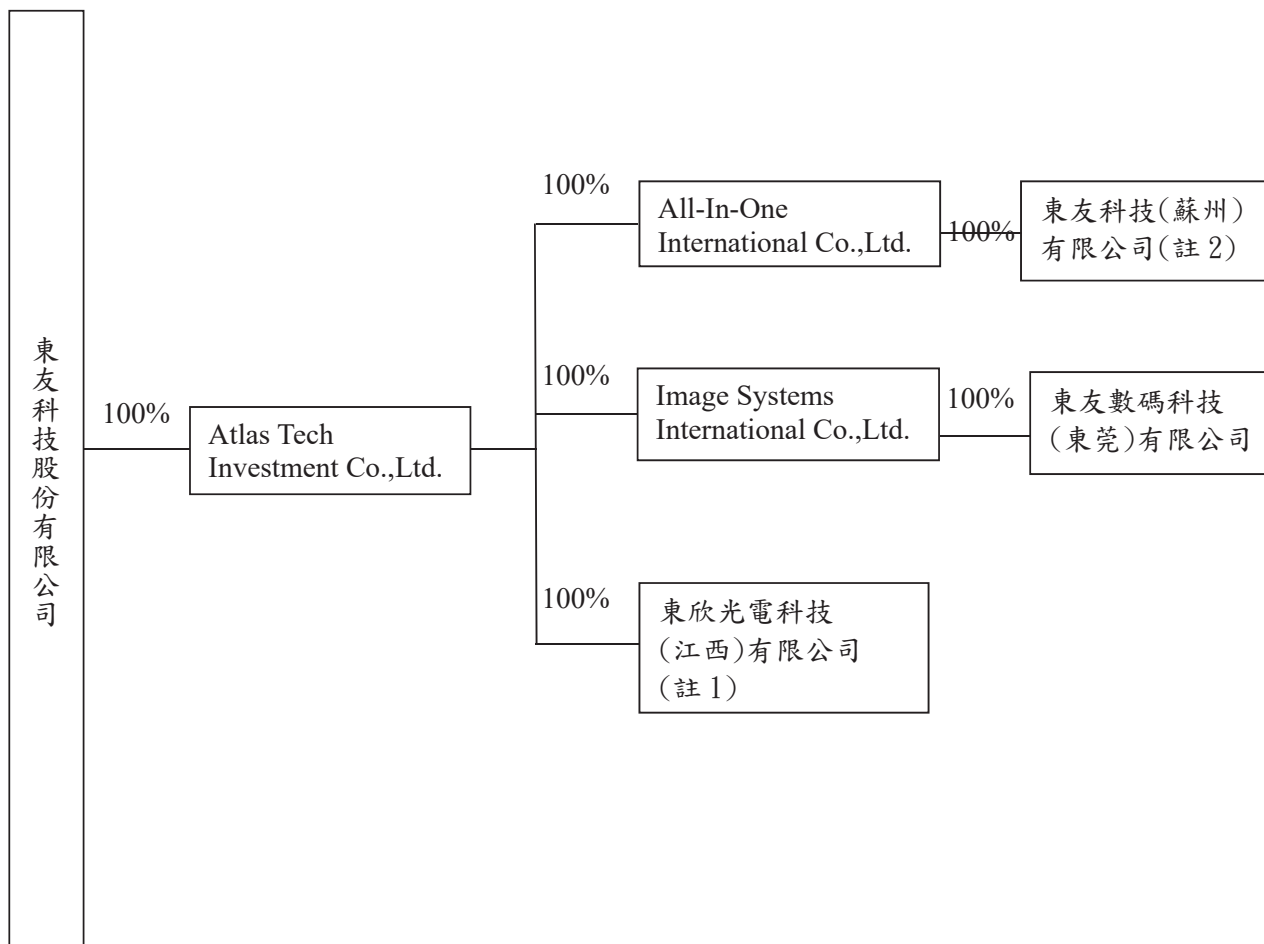 東友科技股份有限公司
100%
Atlas Tech
Investment Co.,Ltd.
100%
All-In-One
International Co.,Ltd.
100%
東友科技(蘇州)
有限公司(註 2)
100%
Image Systems
International Co.,Ltd.
100%
東友數碼科技
(東莞)有限公司
100%
東欣光電科技
(江西)有限公司
(註 1)